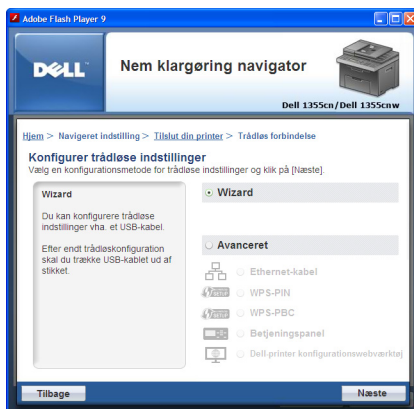 Adobe Flash Player 9
DELL
Nem klargøring navigator
Dell 1355cn/Dell 1355cnw
Hjem > Navigeret indstilling > Tilslut din printer > Trådløs forbindelse
Konfigurer trådløse indstillinger
Vælg en konfigurationsmetode for trådløse indstillinger og klik på [Næste].
Wizard
Du kan konfigurere trådløse
indstillinger vha. et USB-kabel.
Efter endt trådløskonfiguration
skal du trække USB-kablet ud af
stikket.
Wizard
Avanceret
Ethernet-kabel
WPS-PIN
WPS-PBC
Betjeningspanel
Dell-printer konfigurationswebværktøj
Tilbage
Næste